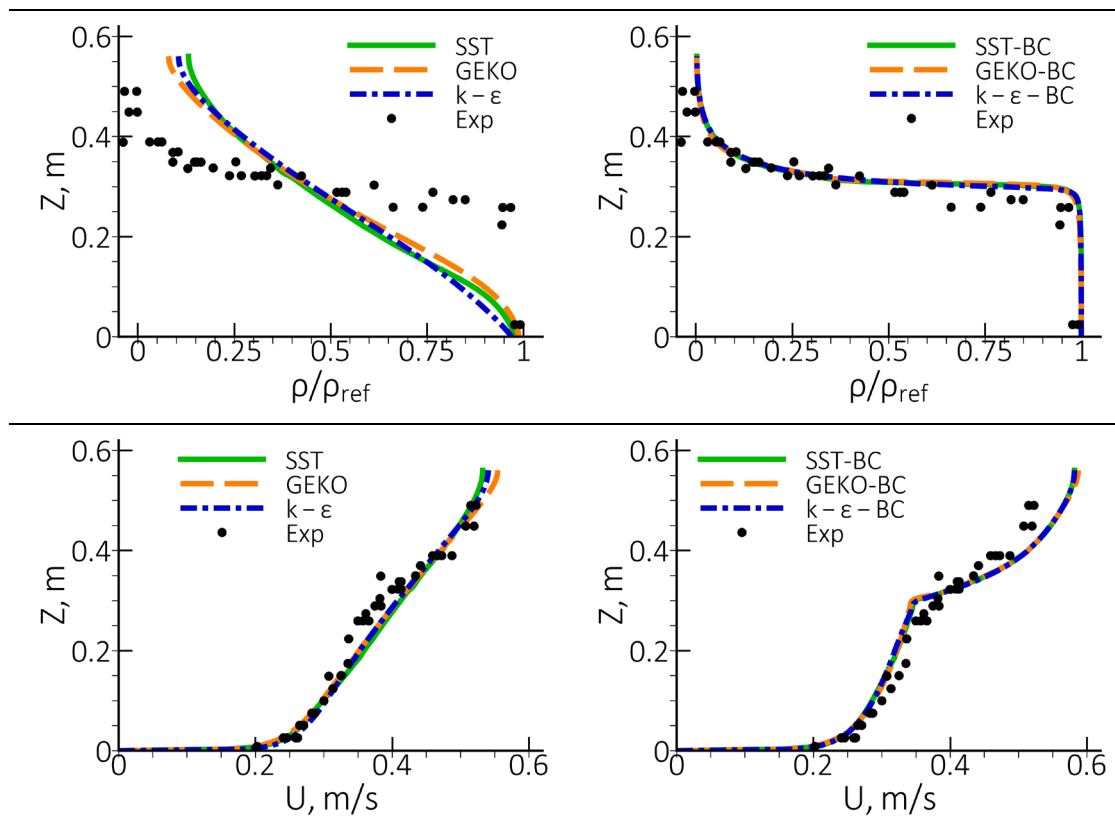 0.6
0.4
0.2
0
Z, m
SST
GEKO
k – ε
Exp
0 0.25 0.5 0.75 1
ρ/ρref
0.6
0.4
0.2
0
Z, m
SST-BC
GEKO-BC
k – ε – BC
Exp
0 0.25 0.5 0.75 1
ρ/ρref
0.6
0.4
0.2
0
Z, m
SST
GEKO
k – ε
Exp
0 0.2 0.4 0.6
U, m/s
0.6
0.4
0.2
0
Z, m
SST-BC
GEKO-BC
k – ε – BC
Exp
0 0.2 0.4 0.6
U, m/s